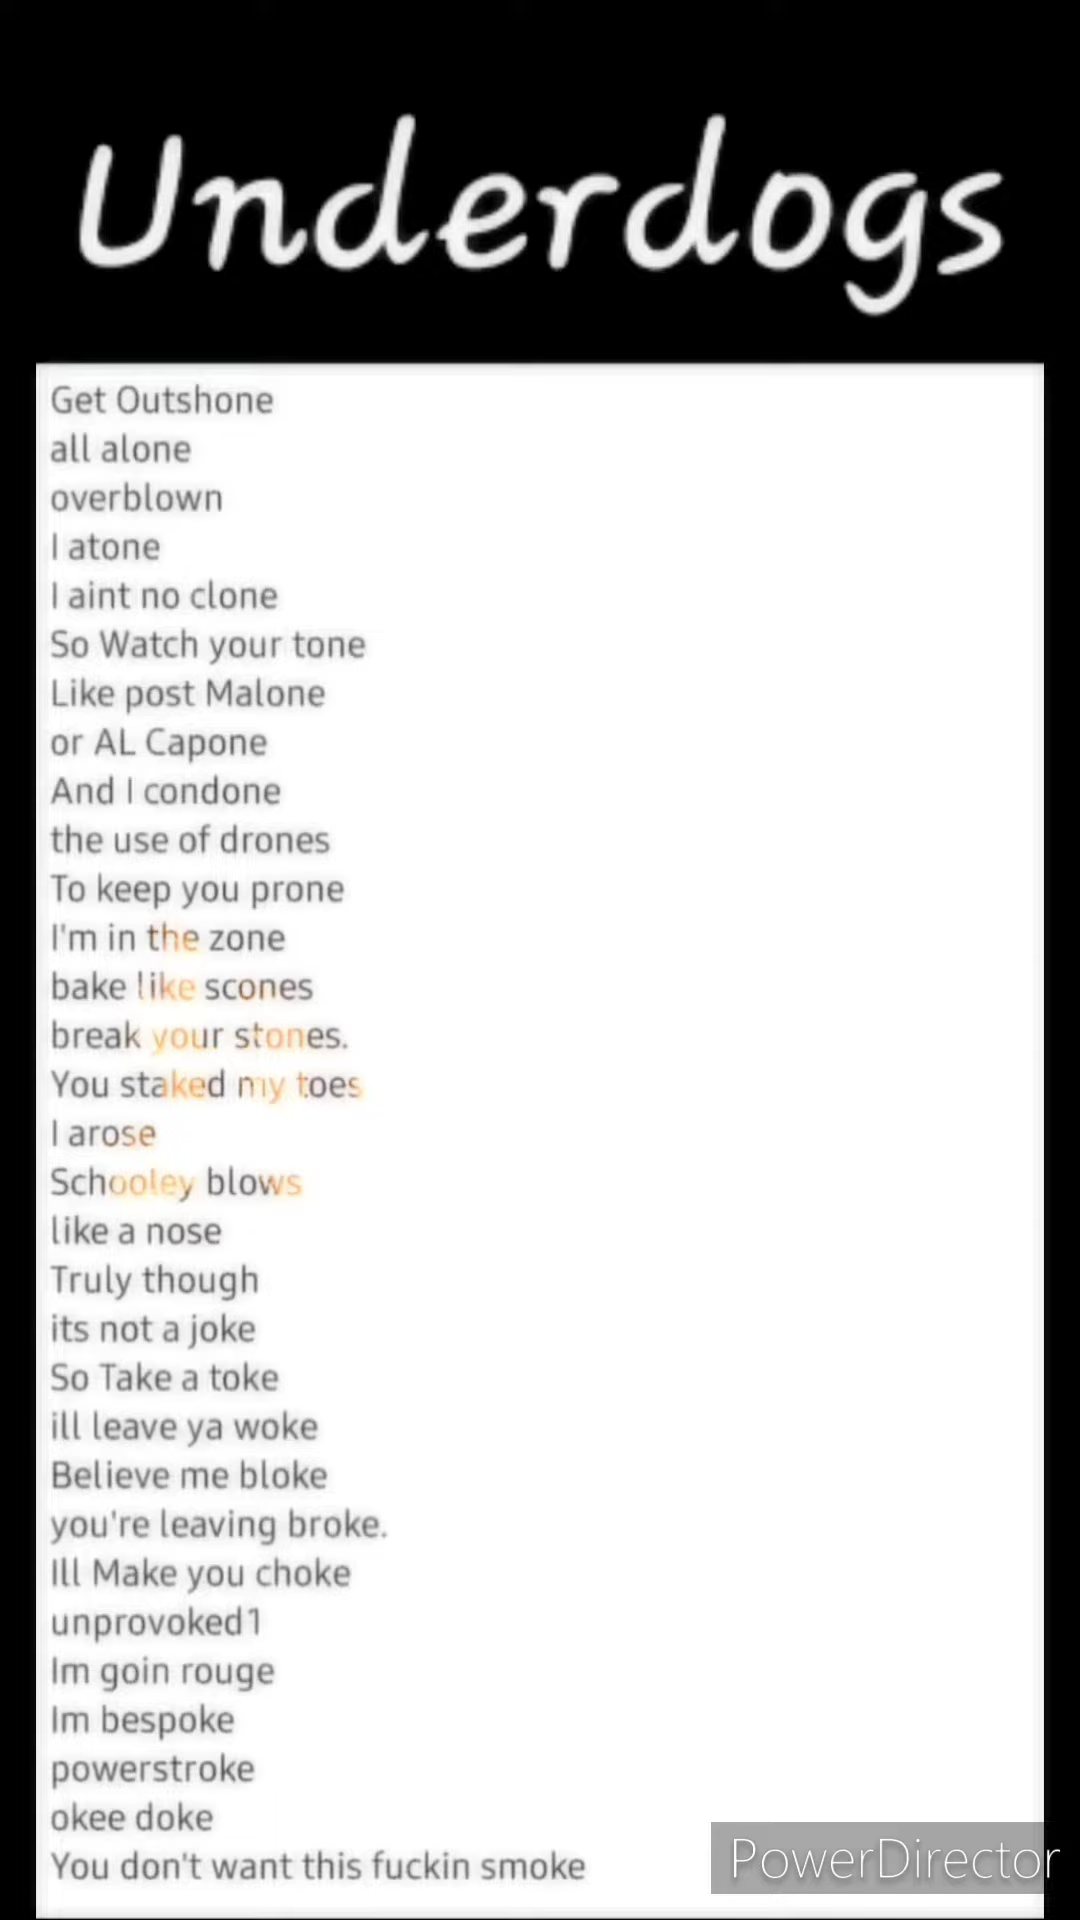 Underdogs
Get Outshone
all alone
overblown
I atone
I aint no clone
So Watch your tone
Like post Malone
or AL Capone
And I condone
the use of drones
To keep you prone
I'm in the zone
bake like scones
break your stones.
You staked my toes
I arose
Schooley blows
like a nose
Truly though
its not a joke
So Take a toke
ill leave ya woke
Believe me bloke
you're leaving broke.
Ill Make you choke
unprovoked1
Im goin rouge
Im bespoke
powerstroke
okee doke
You don't want this fuckin smoke
PowerDirector